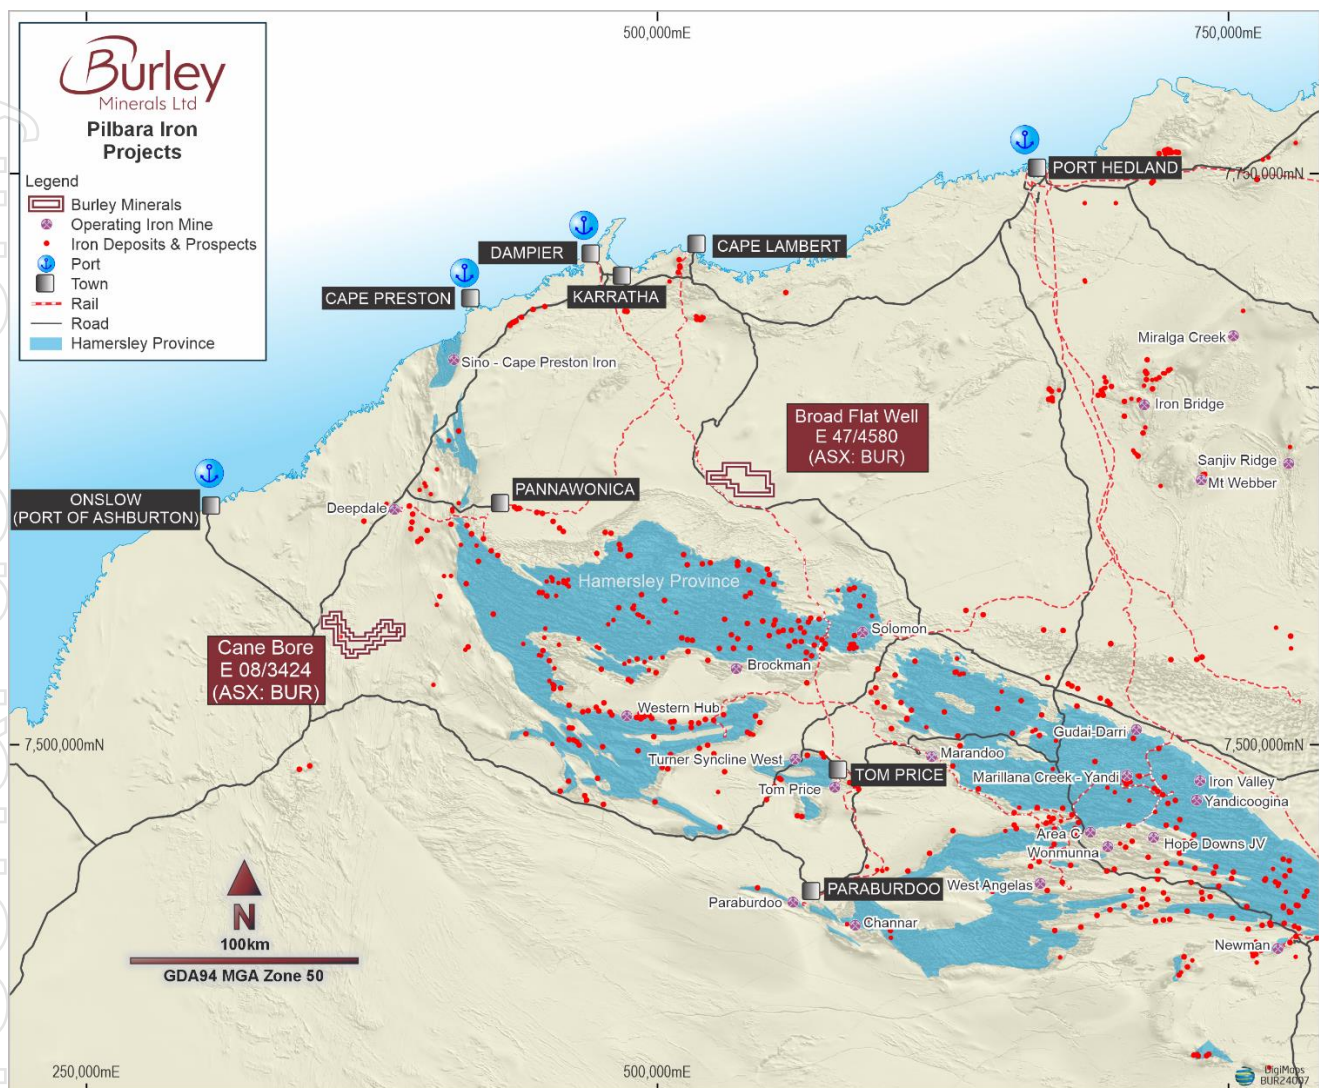 500,000mE
750,000mE
Burley
Minerals Ltd
Pilbara Iron
Projects
Legend
Burley Minerals
Operating Iron Mine
Iron Deposits & Prospects
Port
Town
Rail
Road
Hamersley Province
PORT HEDLAND
7,750,000mN
DAMPIER
CAPE LAMBERT
CAPE PRESTON
KARRATHA
Sino - Cape Preston Iron
Miralga Creek
Iron Bridge
Broad Flat Well
E 47/4580
(ASX: BUR)
Sanjiv Ridge
Mt Webber
ONSLOW
(PORT OF ASHBURTON)
Deepdale
PANNAWONICA
Hamersley Province
Solomon
Cane Bore
E 08/3424
(ASX: BUR)
Brockman
Western Hub
7,500,000mN
Gudai-Darri
7,500,000mN
Turner Syncline West
Marandoo
TOM PRICE
Tom Price
Marillana Creek - Yandi
Iron Valley
Yandicoogina
Area C
Hope Downs JV
Wonmunna
PARABURDOO
West Angelas
Paraburdoo
Channar
Newman
N
100km
GDA94 MGA Zone 50
250,000mE
500,000mE
DigiMaps
BUR24007